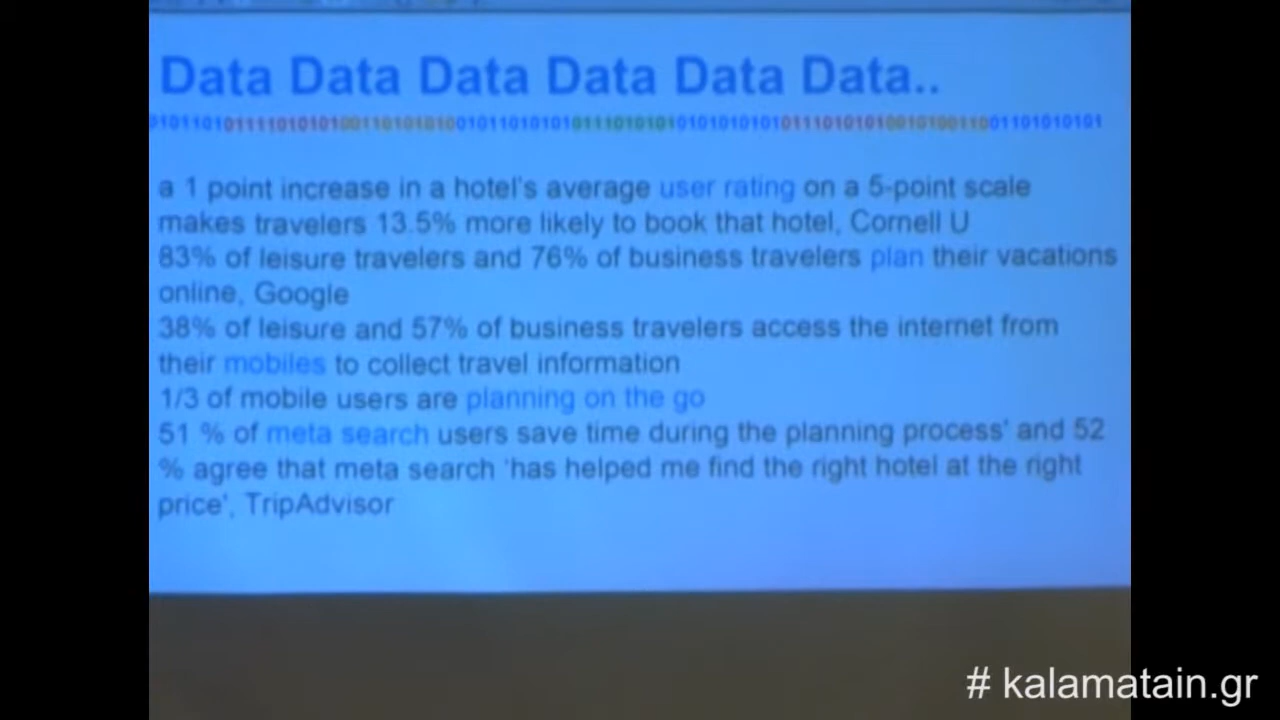 Data Data Data Data Data Data..
a 1 point increase in a hotel's average user rating on a 5-point scale
makes travelers 13.5% more likely to book that hotel, Cornell U
83% of leisure travelers and 76% of business travelers plan their vacations
online, Google
38% of leisure and 57% of business travelers access the internet from
their mobiles to collect travel information
1/3 of mobile users are planning on the go
51 % of meta search users save time during the planning process' and 52
% agree that meta search 'has helped me find the right hotel at the right
price', TripAdvisor
# kalamatain.gr